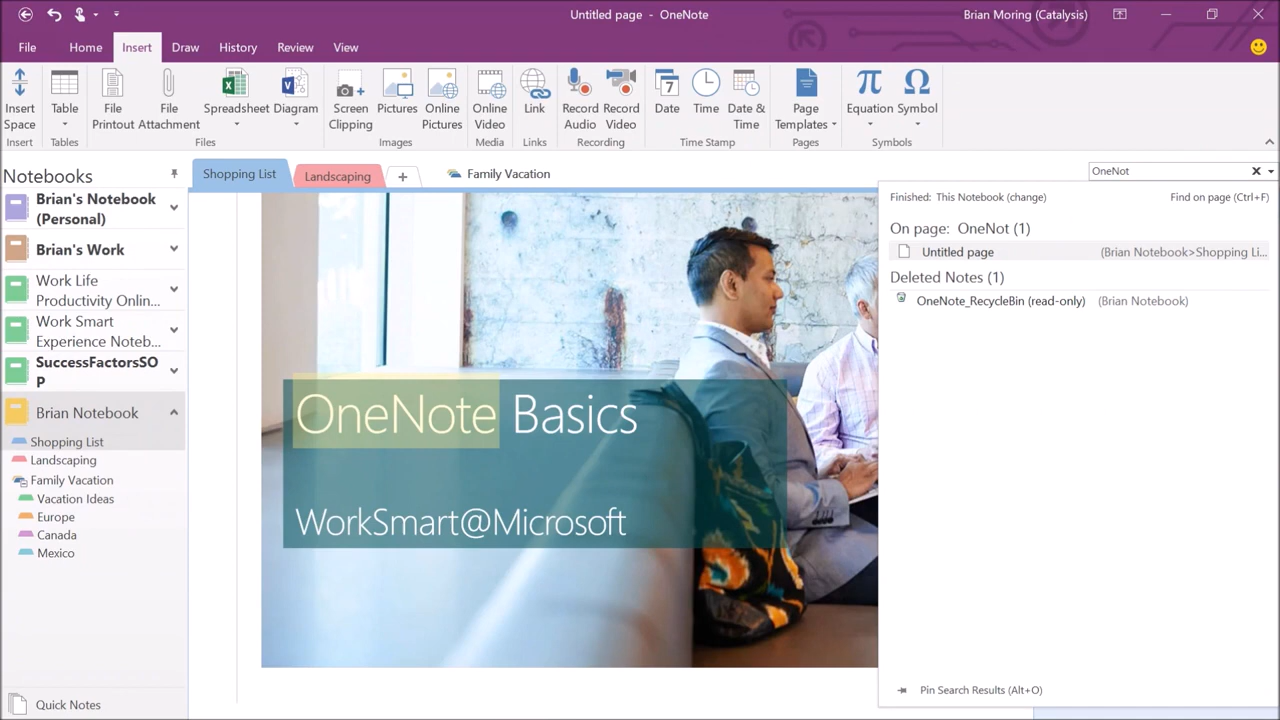 Untitled page - OneNote
Brian Moring (Catalysis)
File
Home
Insert
Draw
History
Review
View
Insert
Space
Table
File
Printout
File
Attachment
Spreadsheet
Diagram
Screen
Clipping
Pictures
Online
Pictures
Online
Video
Link
Record
Audio
Record
Video
Date
Time
Date &
Time
Page
Templates
Equation
Symbol
Insert
Tables
Files
Images
Media
Links
Recording
Time Stamp
Pages
Symbols
Notebooks
Shopping List
Landscaping
Family Vacation
OneNot
Brian's Notebook
(Personal)
Brian's Work
Work Life
Productivity Onlin...
Work Smart
Experience Noteb...
SuccessFactorsSO
P
Brian Notebook
Shopping List
Landscaping
Family Vacation
Vacation Ideas
Europe
Canada
Mexico
Quick Notes
OneNote Basics
WorkSmart@Microsoft
Finished: This Notebook (change)
Find on page (Ctrl+F)
On page: OneNot (1)
Untitled page (Brian Notebook>Shopping Li...
Deleted Notes (1)
OneNote_RecycleBin (read-only) (Brian Notebook)
Pin Search Results (Alt+O)